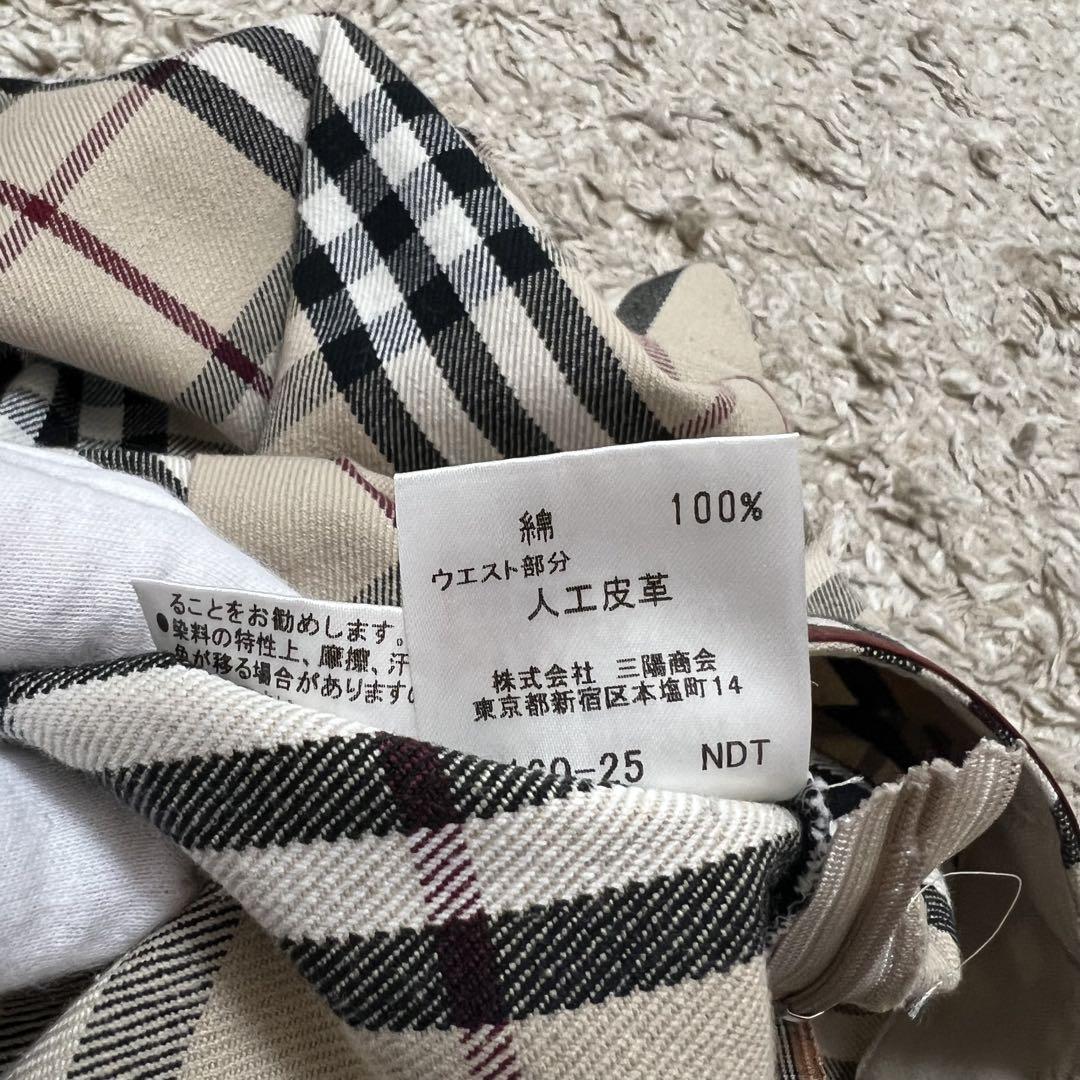 綿 100%
ウエスト部分
人工皮革
株式会社 三陽商会
東京都新宿区本塩町14
-25 NDT
ることをお勧めします。
●染料の特性上、摩擦、汗
色が移る場合がありますの